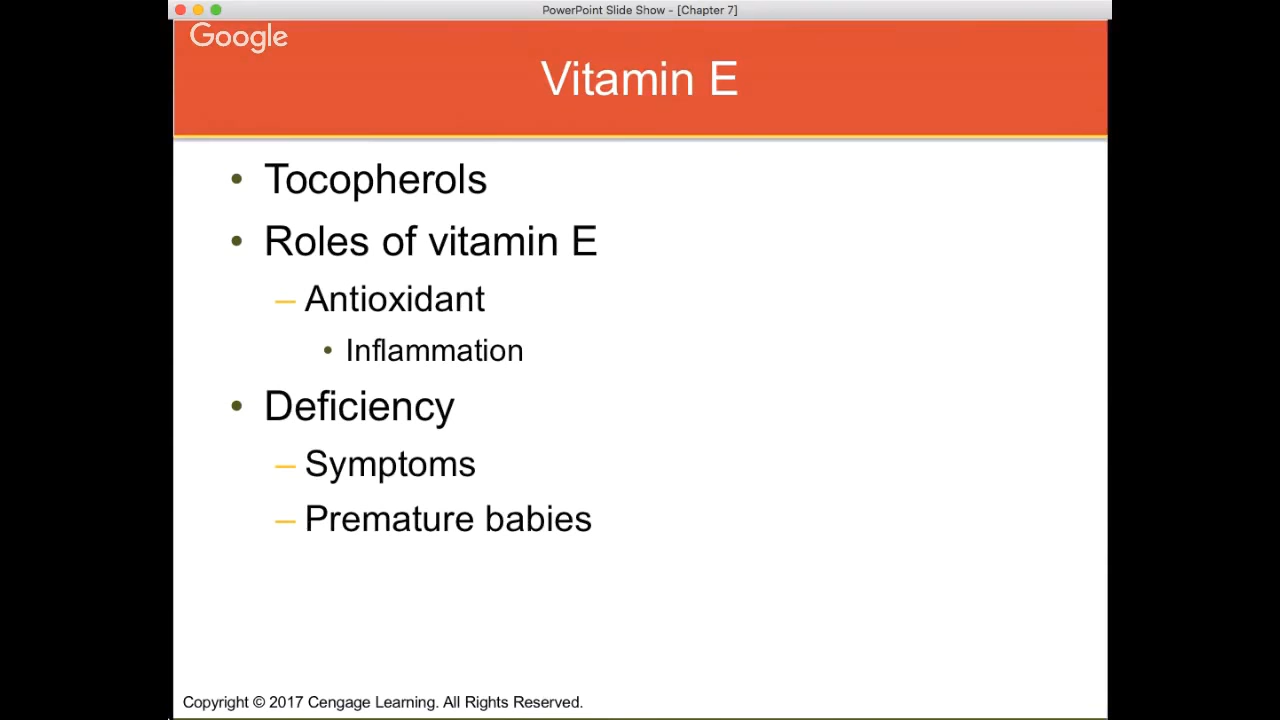 PowerPoint Slide Show - [Chapter 7]
Google
Vitamin E
• Tocopherols
• Roles of vitamin E
– Antioxidant
• Inflammation
• Deficiency
– Symptoms
– Premature babies
Copyright © 2017 Cengage Learning. All Rights Reserved.